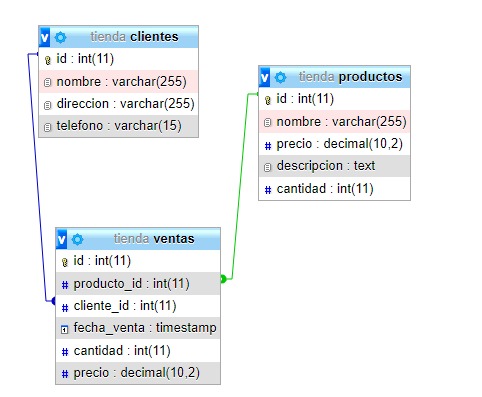 tienda clientes
id : int(11)
nombre : varchar(255)
direccion : varchar(255)
telefono : varchar(15)
tienda productos
id : int(11)
nombre : varchar(255)
precio : decimal(10,2)
descripcion : text
cantidad : int(11)
tienda ventas
id : int(11)
producto_id : int(11)
cliente_id : int(11)
fecha_venta : timestamp
cantidad : int(11)
precio : decimal(10,2)